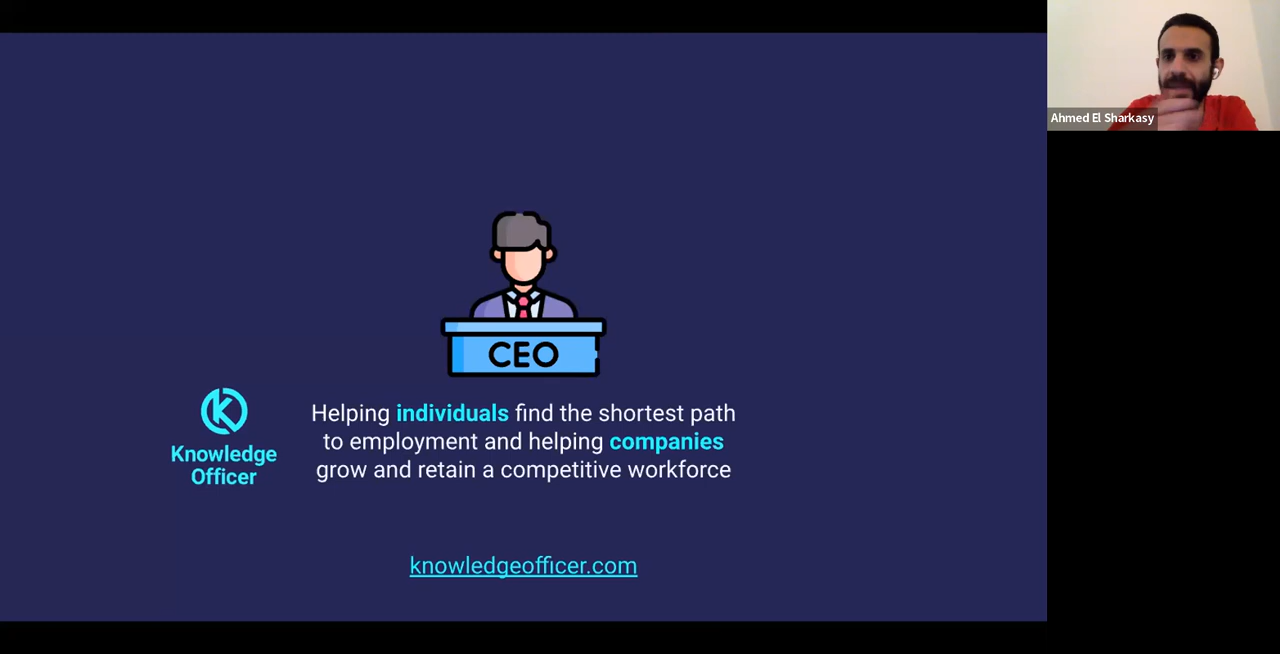 Ahmed El Sharkasy
CEO
Knowledge
Officer
Helping individuals find the shortest path
to employment and helping companies
grow and retain a competitive workforce
knowledgeofficer.com